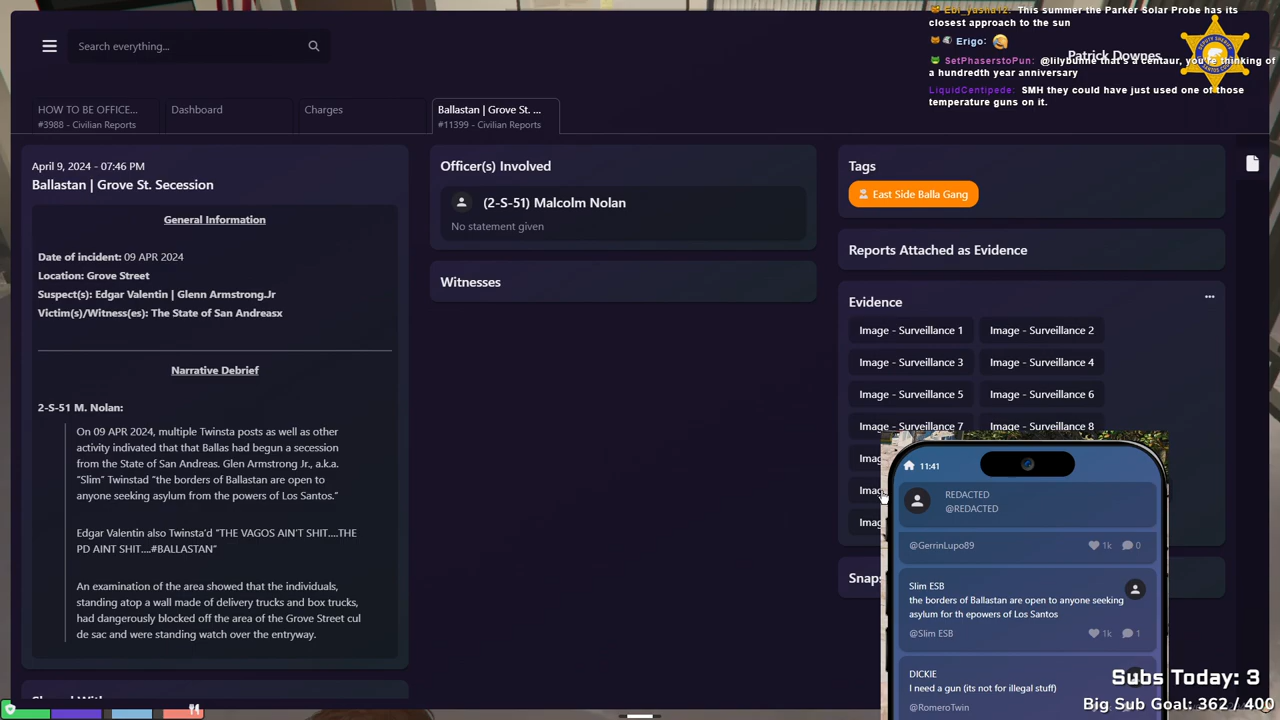 Ebi_yushd12: This summer the Parker Solar Probe has its
closest approach to the sun
Erigo:
SetPhaserstoPun: @lilybunne that's a centaur, you're thinking of
a hundredth year anniversary
LiquidCentipede: SMH they could have just used one of those
temperature guns on it.
Search everything...
Patrick Downes
HOW TO BE OFFICE...
#3988 - Civilian Reports
Dashboard
Charges
Ballastan | Grove St. ...
#11399 - Civilian Reports
April 9, 2024 - 07:46 PM
Ballastan | Grove St. Secession
General Information
Date of incident: 09 APR 2024
Location: Grove Street
Suspect(s): Edgar Valentin | Glenn Armstrong.Jr
Victim(s)/Witness(es): The State of San Andreasx
Narrative Debrief
2-S-51 M. Nolan:
On 09 APR 2024, multiple Twinsta posts as well as other
activity indivated that that Ballas had begun a secession
from the State of San Andreas. Glen Armstrong Jr., a.k.a.
“Slim” Twinstad “the borders of Ballastan are open to
anyone seeking asylum from the powers of Los Santos.”
Edgar Valentin also Twinsta'd “THE VAGOS AIN'T SHIT....THE
PD AINT SHIT....#BALLASTAN”
An examination of the area showed that the individuals,
standing atop a wall made of delivery trucks and box trucks,
had dangerously blocked off the area of the Grove Street cul
de sac and were standing watch over the entryway.
Officer(s) Involved
(2-S-51) Malcolm Nolan
No statement given
Witnesses
Tags
East Side Balla Gang
Reports Attached as Evidence
Evidence
Image - Surveillance 1
Image - Surveillance 2
Image - Surveillance 3
Image - Surveillance 4
Image - Surveillance 5
Image - Surveillance 6
Image - Surveillance 7
Image - Surveillance 8
11:41
REDACTED
@REDACTED
@GerrinLupo89
1k
0
Slim ESB
the borders of Ballastan are open to anyone seeking
asylum for th epowers of Los Santos
@Slim ESB
1k
1
DICKIE
I need a gun (its not for illegal stuff)
@RomeroTwin
Subs Today: 3
Big Sub Goal: 362 / 400